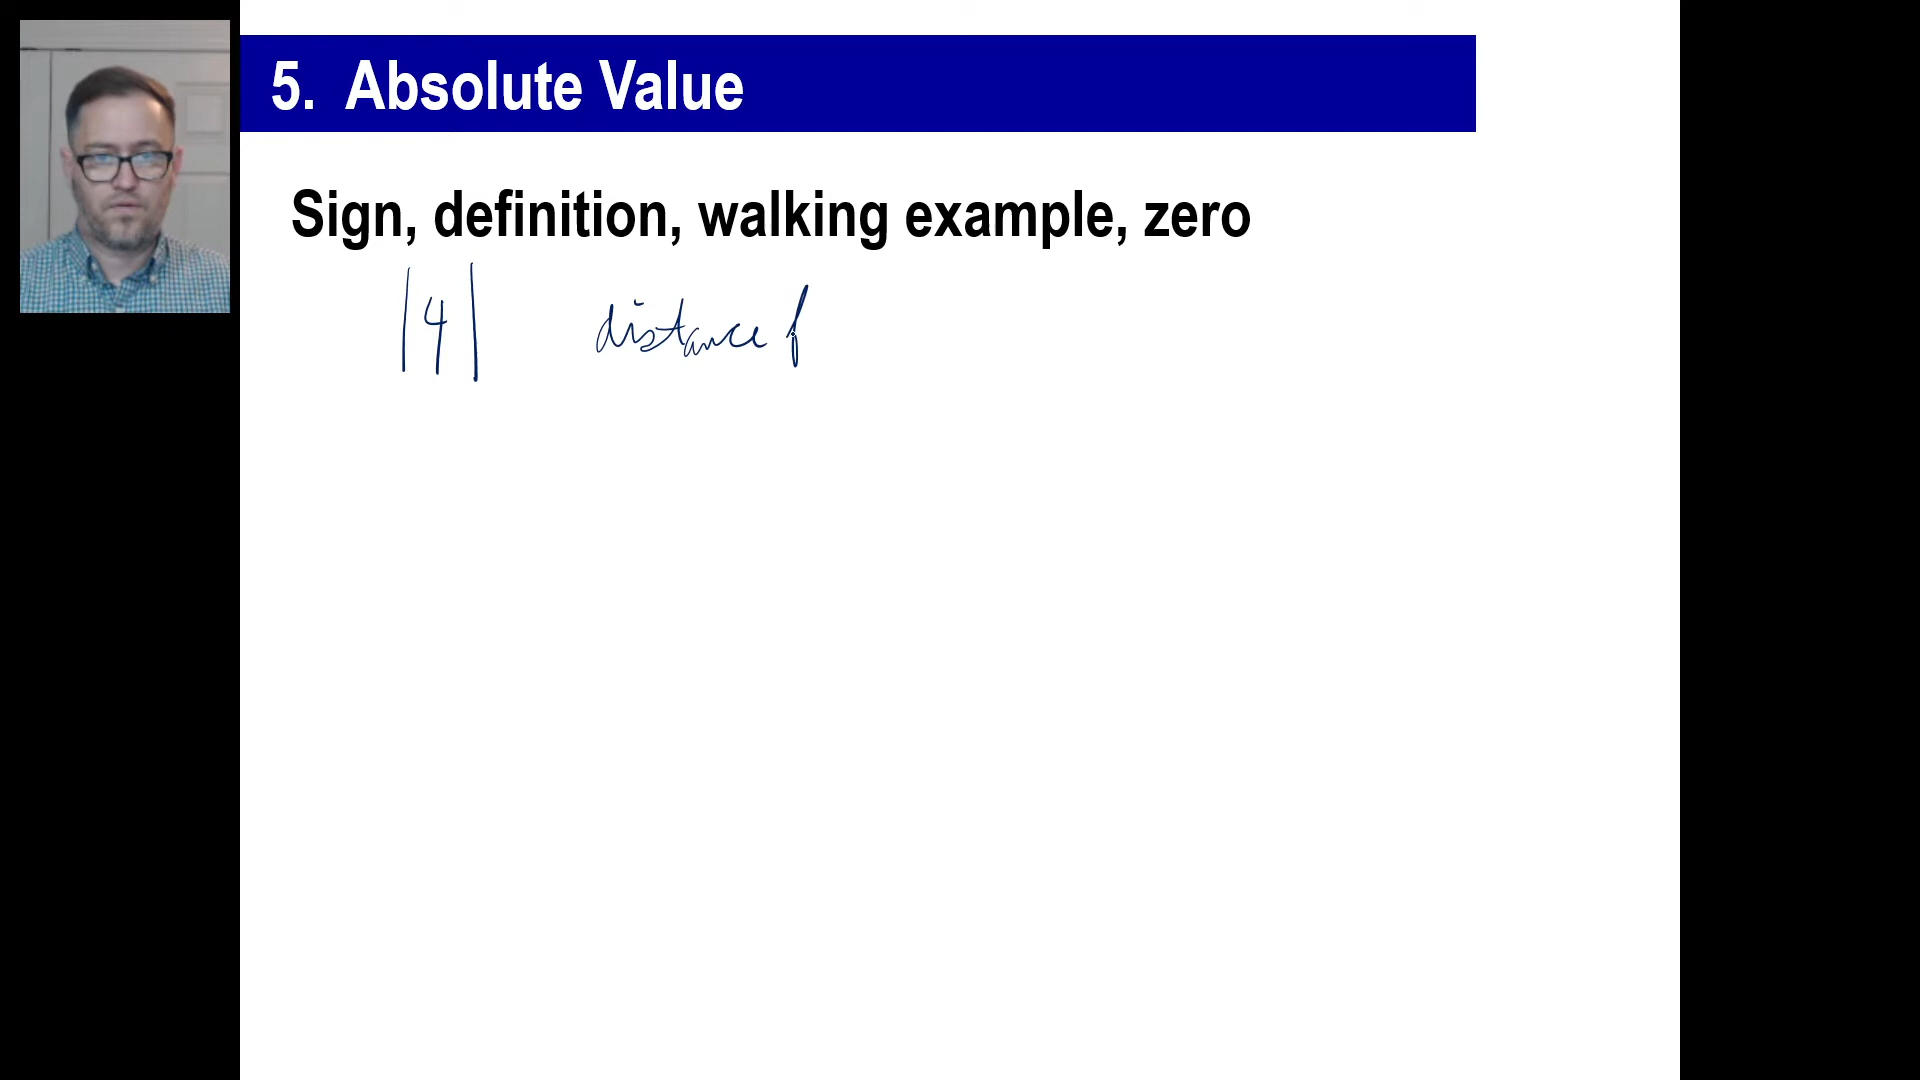 5. Absolute Value
Sign, definition, walking example, zero
|4| distance f